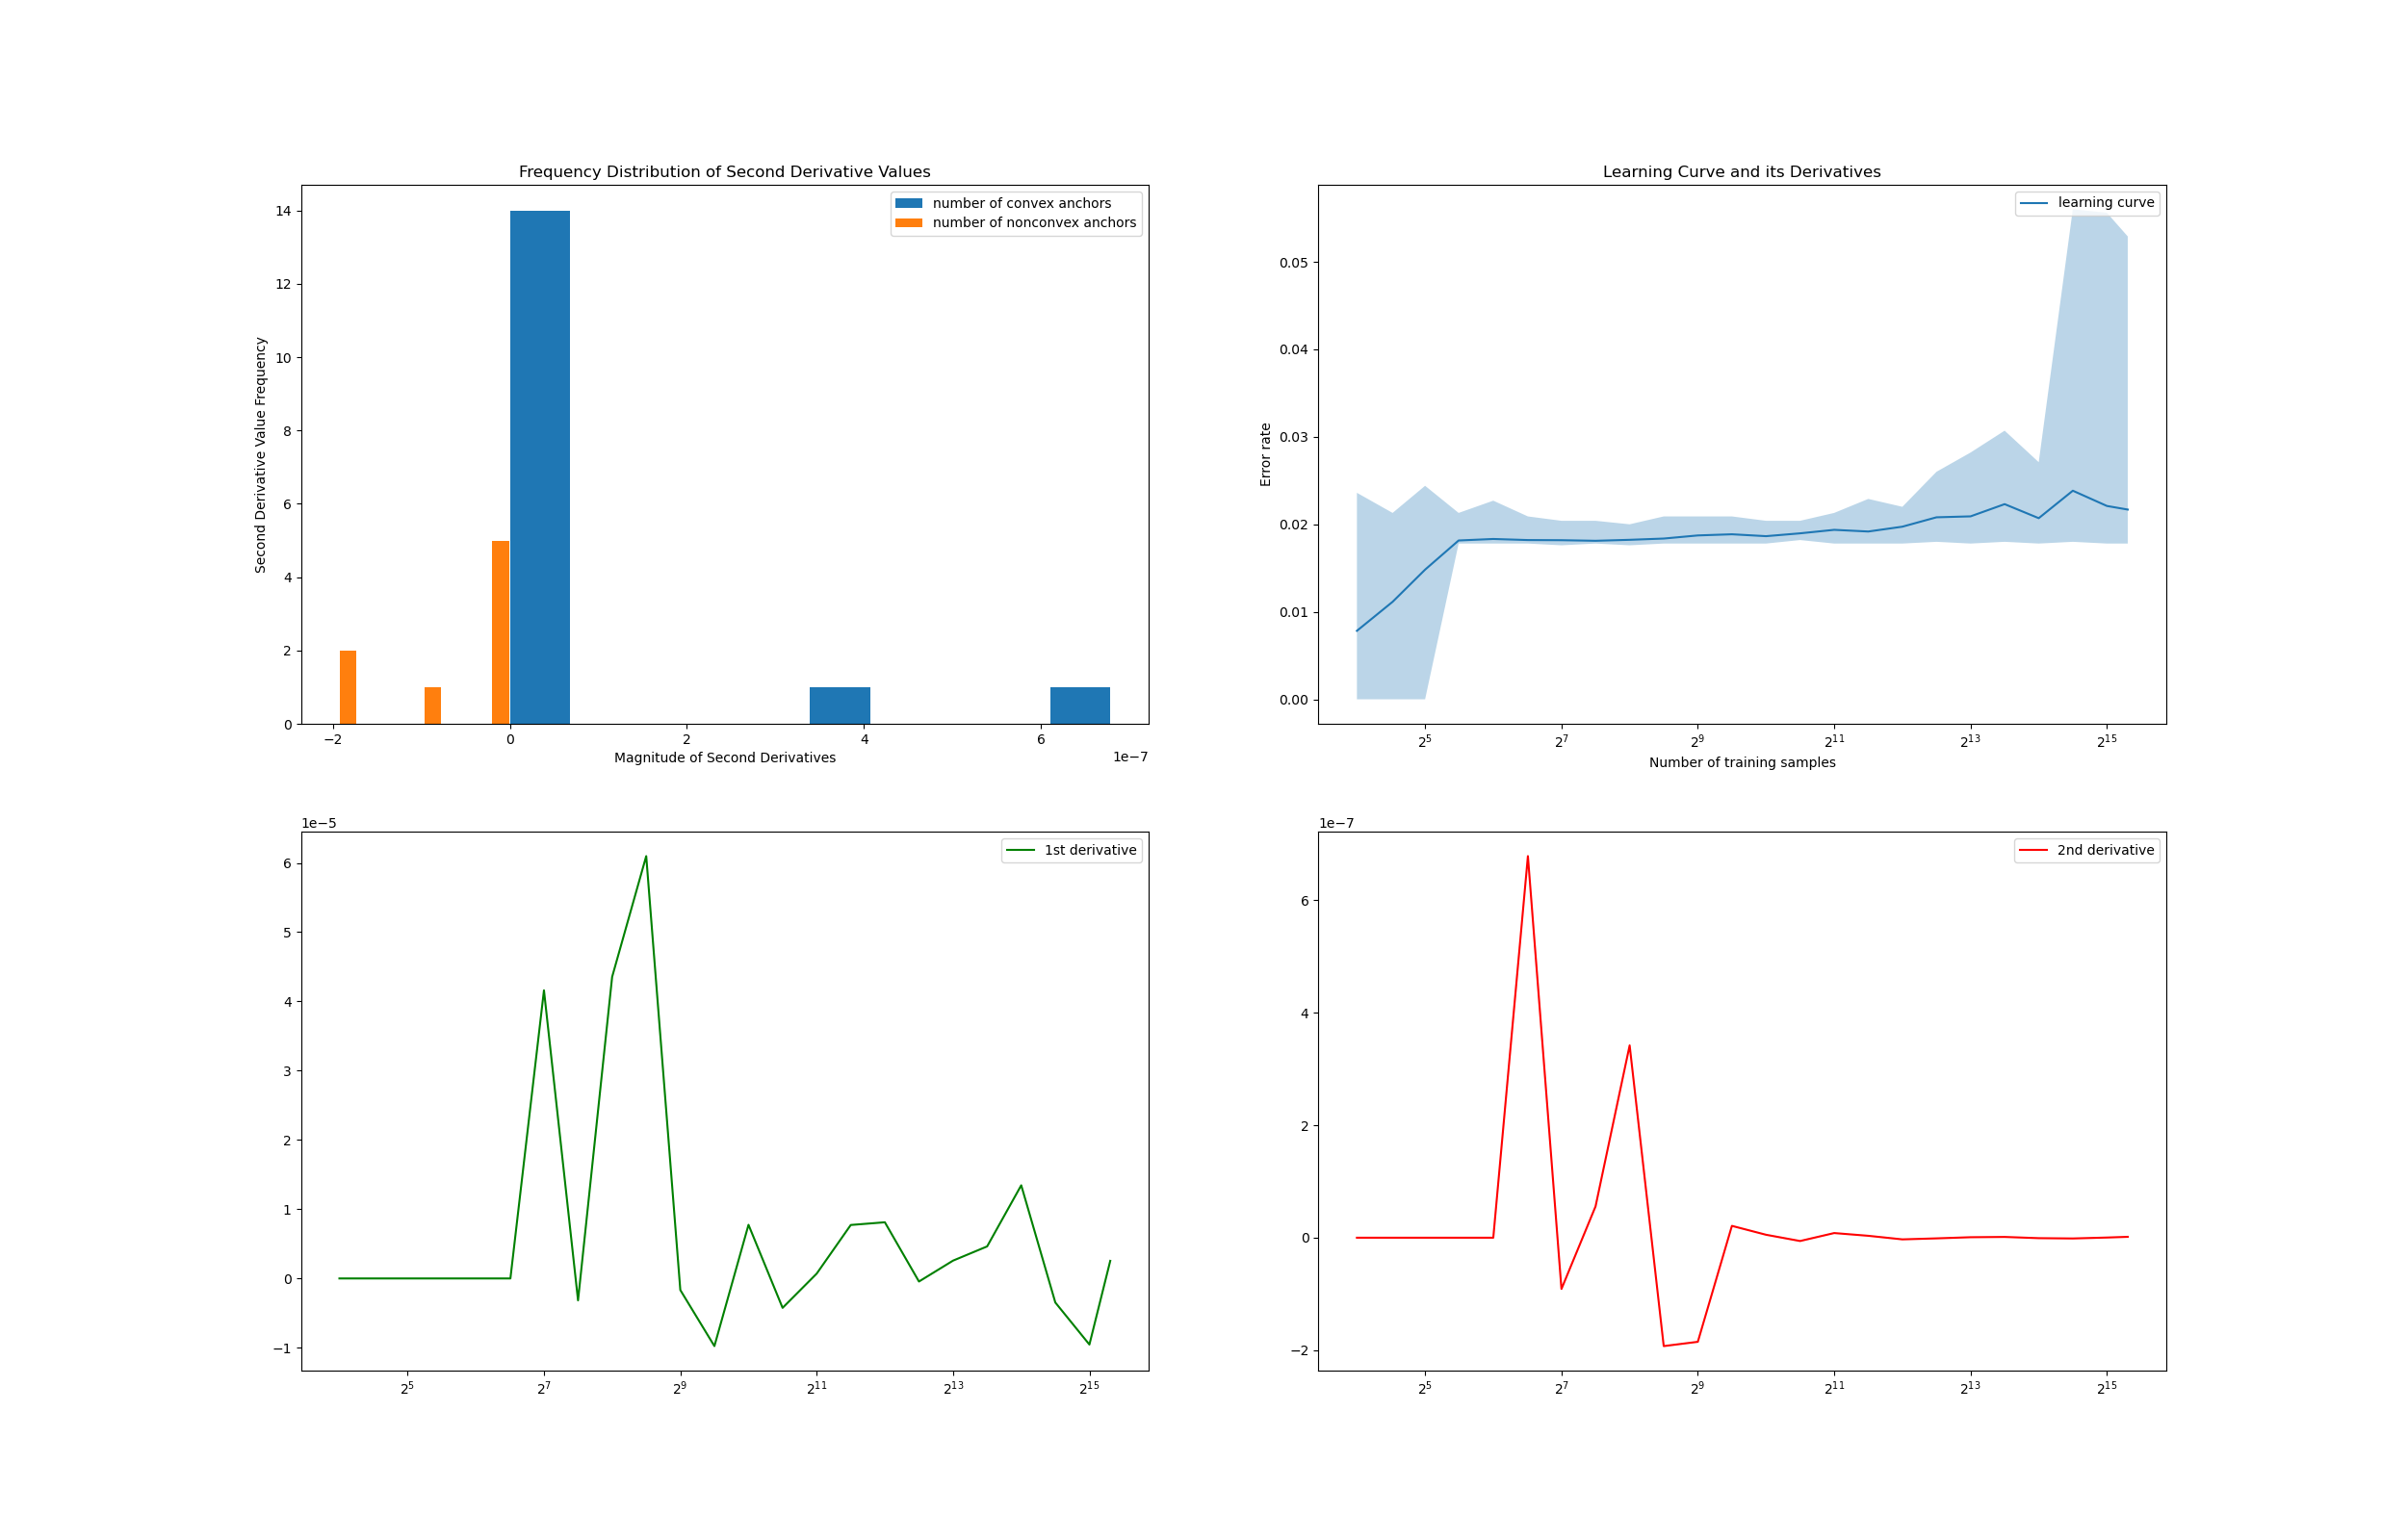 Frequency Distribution of Second Derivative Values
number of convex anchors
number of nonconvex anchors
Second Derivative Value Frequency
14
12
10
8
6
4
2
0
−2 0 2 4 6
1e−7
Magnitude of Second Derivatives
Learning Curve and its Derivatives
learning curve
Error rate
0.05
0.04
0.03
0.02
0.01
0.00
2^5 2^7 2^9 2^11 2^13 2^15
Number of training samples
1e−5
1st derivative
6
5
4
3
2
1
0
−1
2^5 2^7 2^9 2^11 2^13 2^15
1e−7
2nd derivative
6
4
2
0
−2
2^5 2^7 2^9 2^11 2^13 2^15